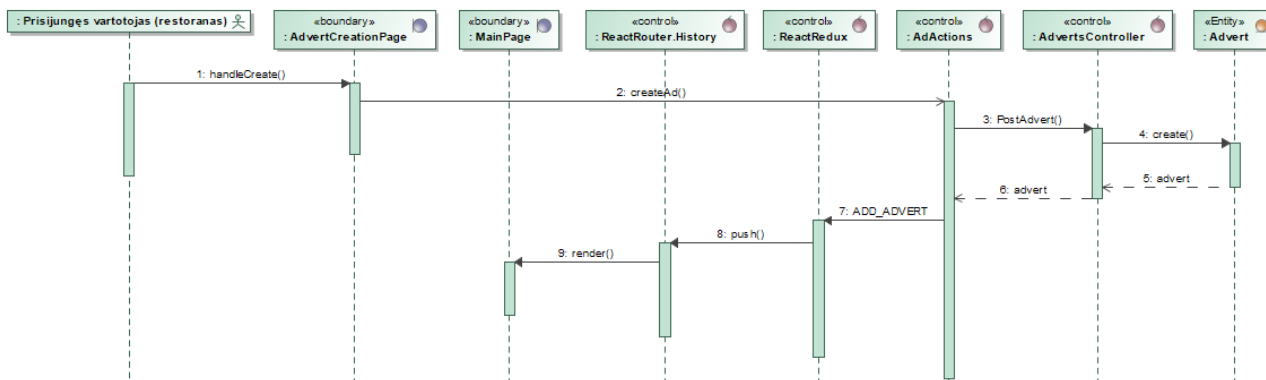 : Prisijungęs vartotojas (restoranas)
«boundary»
: AdvertCreationPage
«boundary»
: MainPage
«control»
: ReactRouter.History
«control»
: ReactRedux
«control»
: AdActions
«control»
: AdvertsController
«Entity»
: Advert
1: handleCreate()
2: createAd()
3: PostAdvert()
4: create()
5: advert
6: advert
7: ADD_ADVERT
8: push()
9: render()